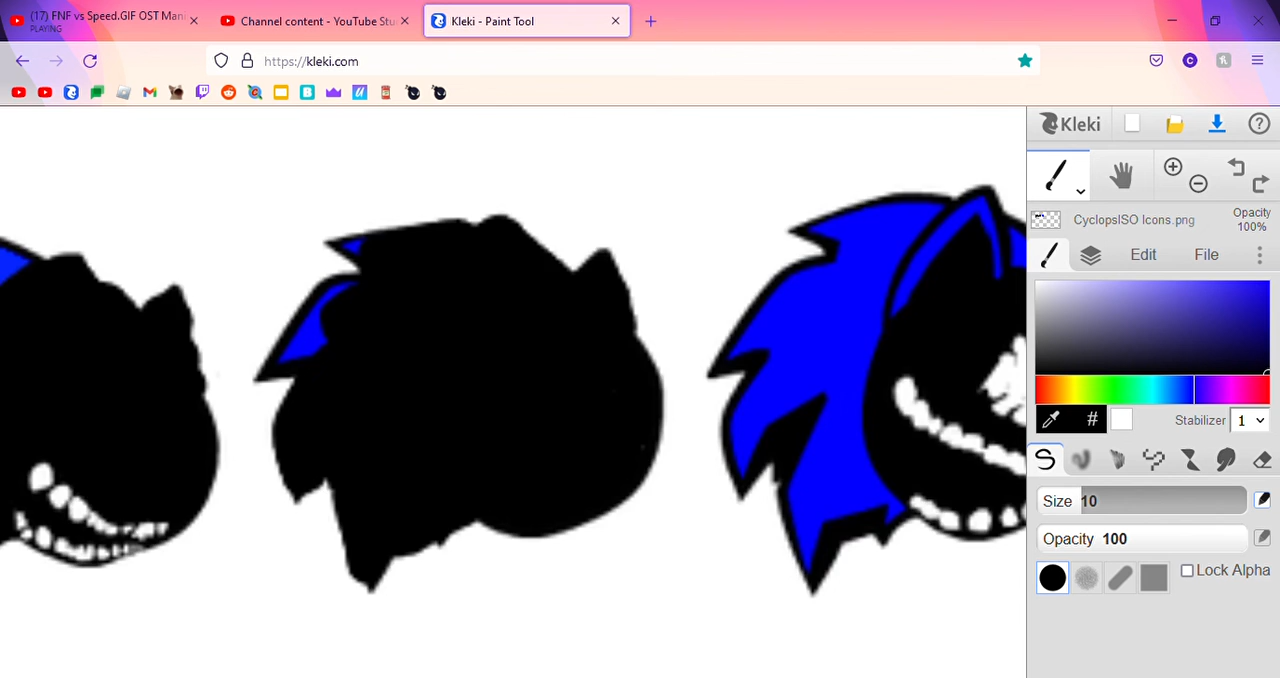 (17) FNF vs Speed.GIF OST Man
PLAYING
Channel content - YouTube Stu
Kleki - Paint Tool
https://kleki.com
Kleki
CyclopsISO Icons.png
Opacity
100%
Edit
File
#
Stabilizer
1
Size 10
Opacity 100
Lock Alpha